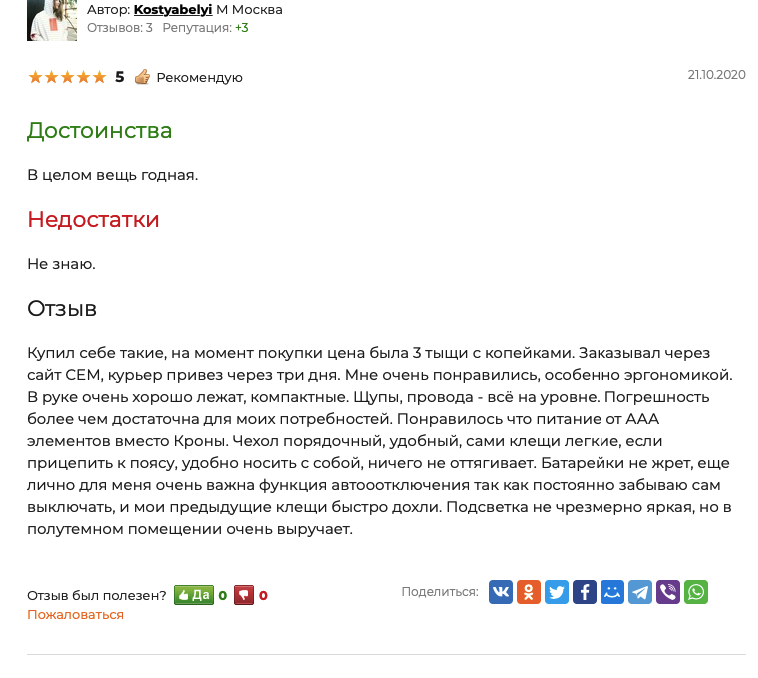 Автор: Kostyabelyi М Москва
Отзывов: 3 Репутация: +3
5 Рекомендую 21.10.2020
Достоинства
В целом вещь годная.
Недостатки
Не знаю.
Отзыв
Купил себе такие, на момент покупки цена была 3 тыщи с копейками. Заказывал через
сайт СЕМ, курьер привез через три дня. Мне очень понравились, особенно эргономикой.
В руке очень хорошо лежат, компактные. Щупы, провода - всё на уровне. Погрешность
более чем достаточна для моих потребностей. Понравилось что питание от ААА
элементов вместо Кроны. Чехол порядочный, удобный, сами клещи легкие, если
прицепить к поясу, удобно носить с собой, ничего не оттягивает. Батарейки не жрет, еще
лично для меня очень важна функция автооотключения так как постоянно забываю сам
выключать, и мои предыдущие клещи быстро дохли. Подсветка не чрезмерно яркая, но в
полутемном помещении очень выручает.
Отзыв был полезен? Да 0 0 Поделиться:
Пожаловаться